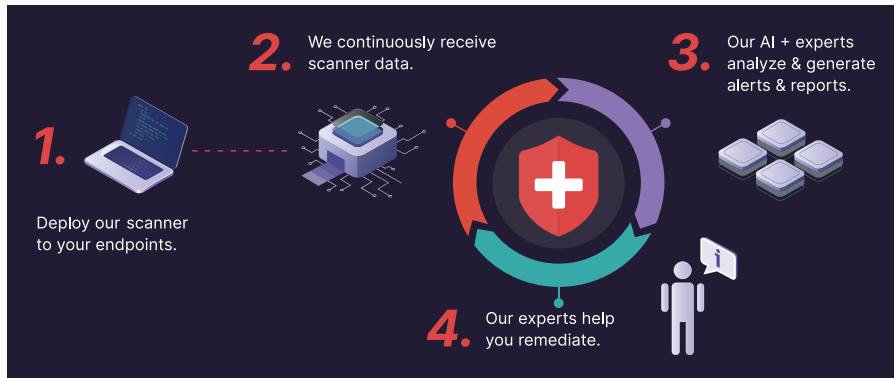 1.
Deploy our scanner
to your endpoints.
2.
We continuously receive
scanner data.
3.
Our AI + experts
analyze & generate
alerts & reports.
4.
Our experts help
you remediate.
i